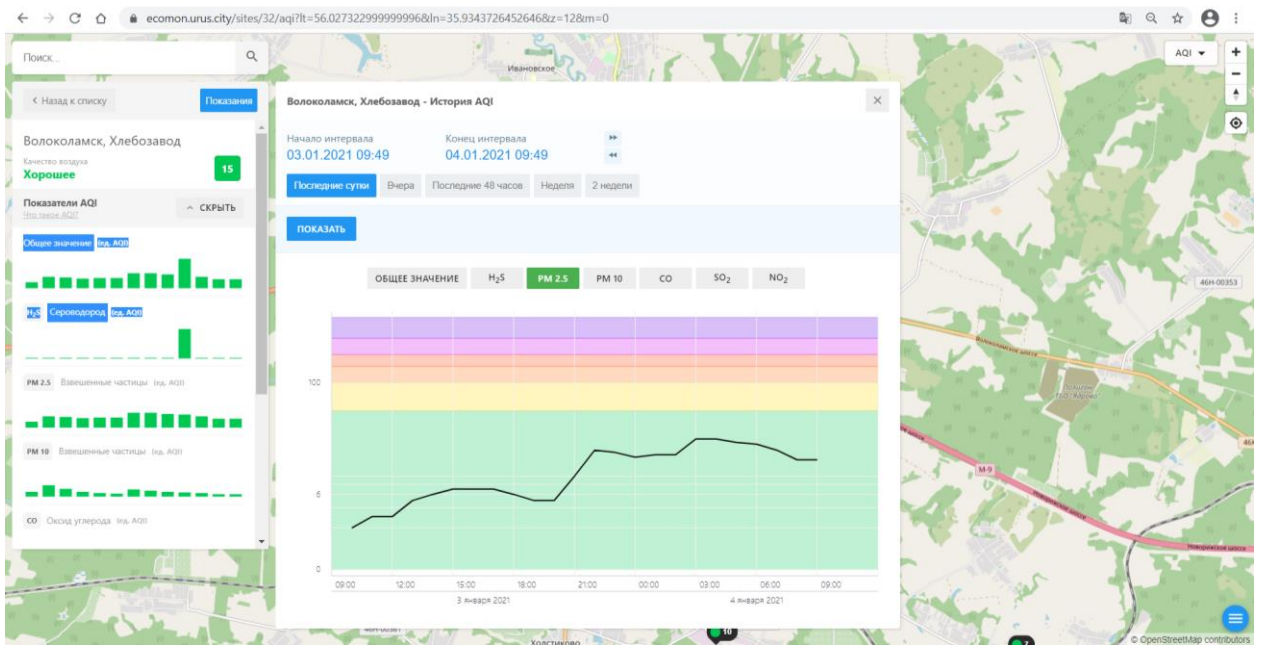 ecomon.urus.city/sites/32/aqi?lt=56.027322999999996&ln=35.9343726452646&z=12&m=0
Поиск...
Ивановское
AQI
Назад к списку
Показания
Волоколамск, Хлебозавод - История AQI
Волоколамск, Хлебозавод
Качество воздуха
Хорошее
15
Начало интервала
Конец интервала
03.01.2021 09:49
04.01.2021 09:49
Последние сутки
Вчера
Последние 48 часов
Неделя
2 недели
Показатели AQI
Что такое AQI?
СКРЫТЬ
ПОКАЗАТЬ
Общее значение (ед. AQI)
H₂S Сероводород (ед. AQI)
PM 2.5 Взвешенные частицы (ед. AQI)
PM 10 Взвешенные частицы (ед. AQI)
CO Оксид углерода (ед. AQI)
ОБЩЕЕ ЗНАЧЕНИЕ
H₂S
PM 2.5
PM 10
CO
SO₂
NO₂
100
6
0
09:00
12:00
15:00
18:00
21:00
00:00
03:00
06:00
09:00
3 января 2021
4 января 2021
46Н-00353
Волоколамское шоссе
Полигон
ТБО "Ядрово"
М-9
Новорижское шоссе
Новорижское шоссе
46Н-00361
Холстиково
10
7
© OpenStreetMap contributors